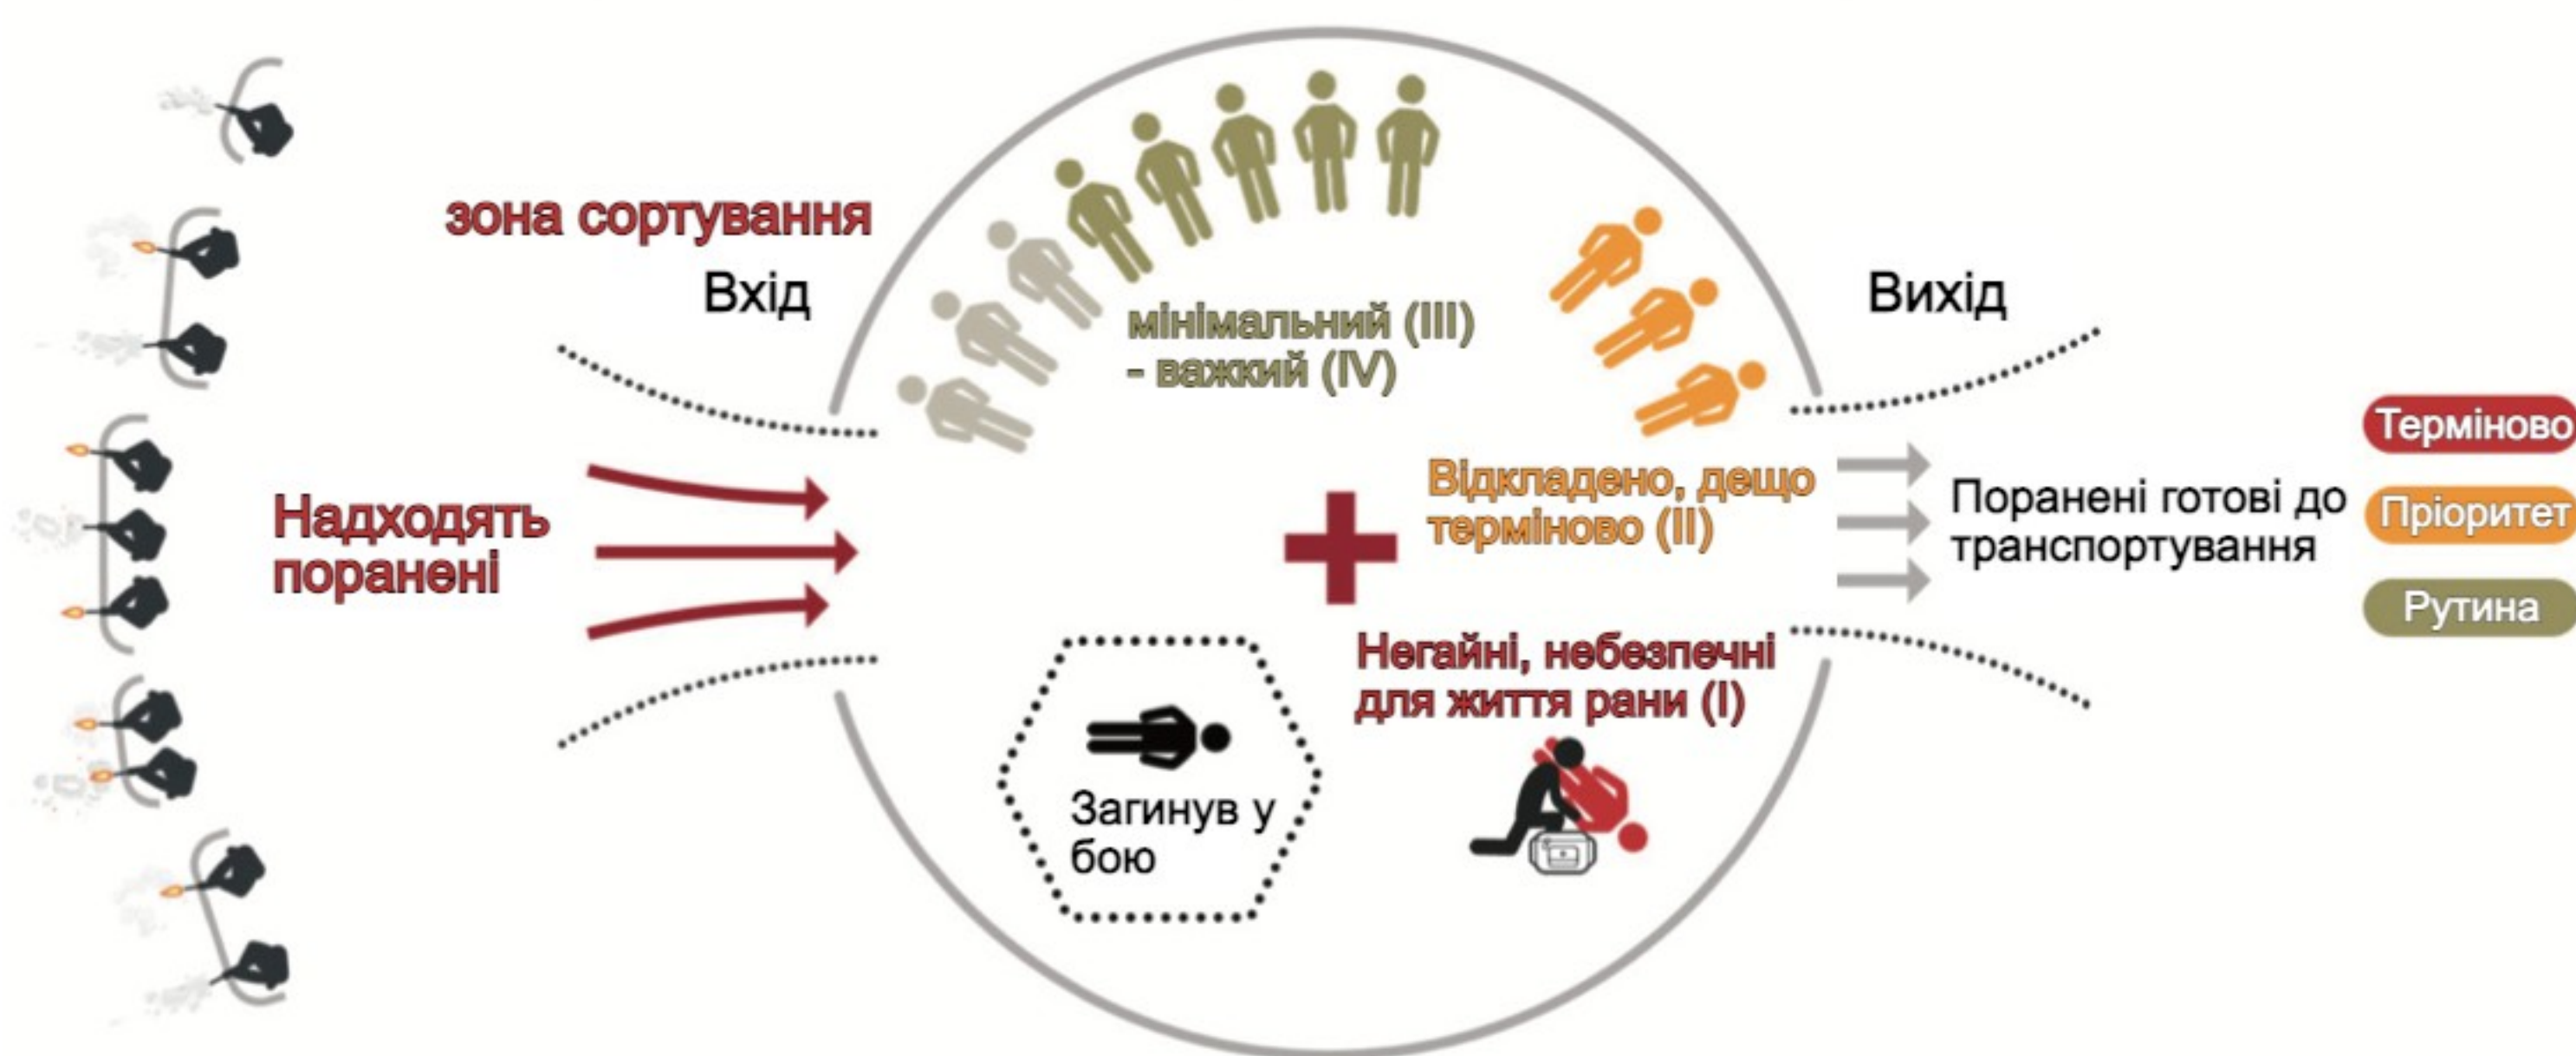 зона сортування
Вхід
Надходять
поранені
мінімальний (III)
- важкий (IV)
Відкладено, дещо
терміново (II)
Негайні, небезпечні
для життя рани (I)
Загинув у
бою
Вихід
Поранені готові до
транспортування
Терміново
Пріоритет
Рутина